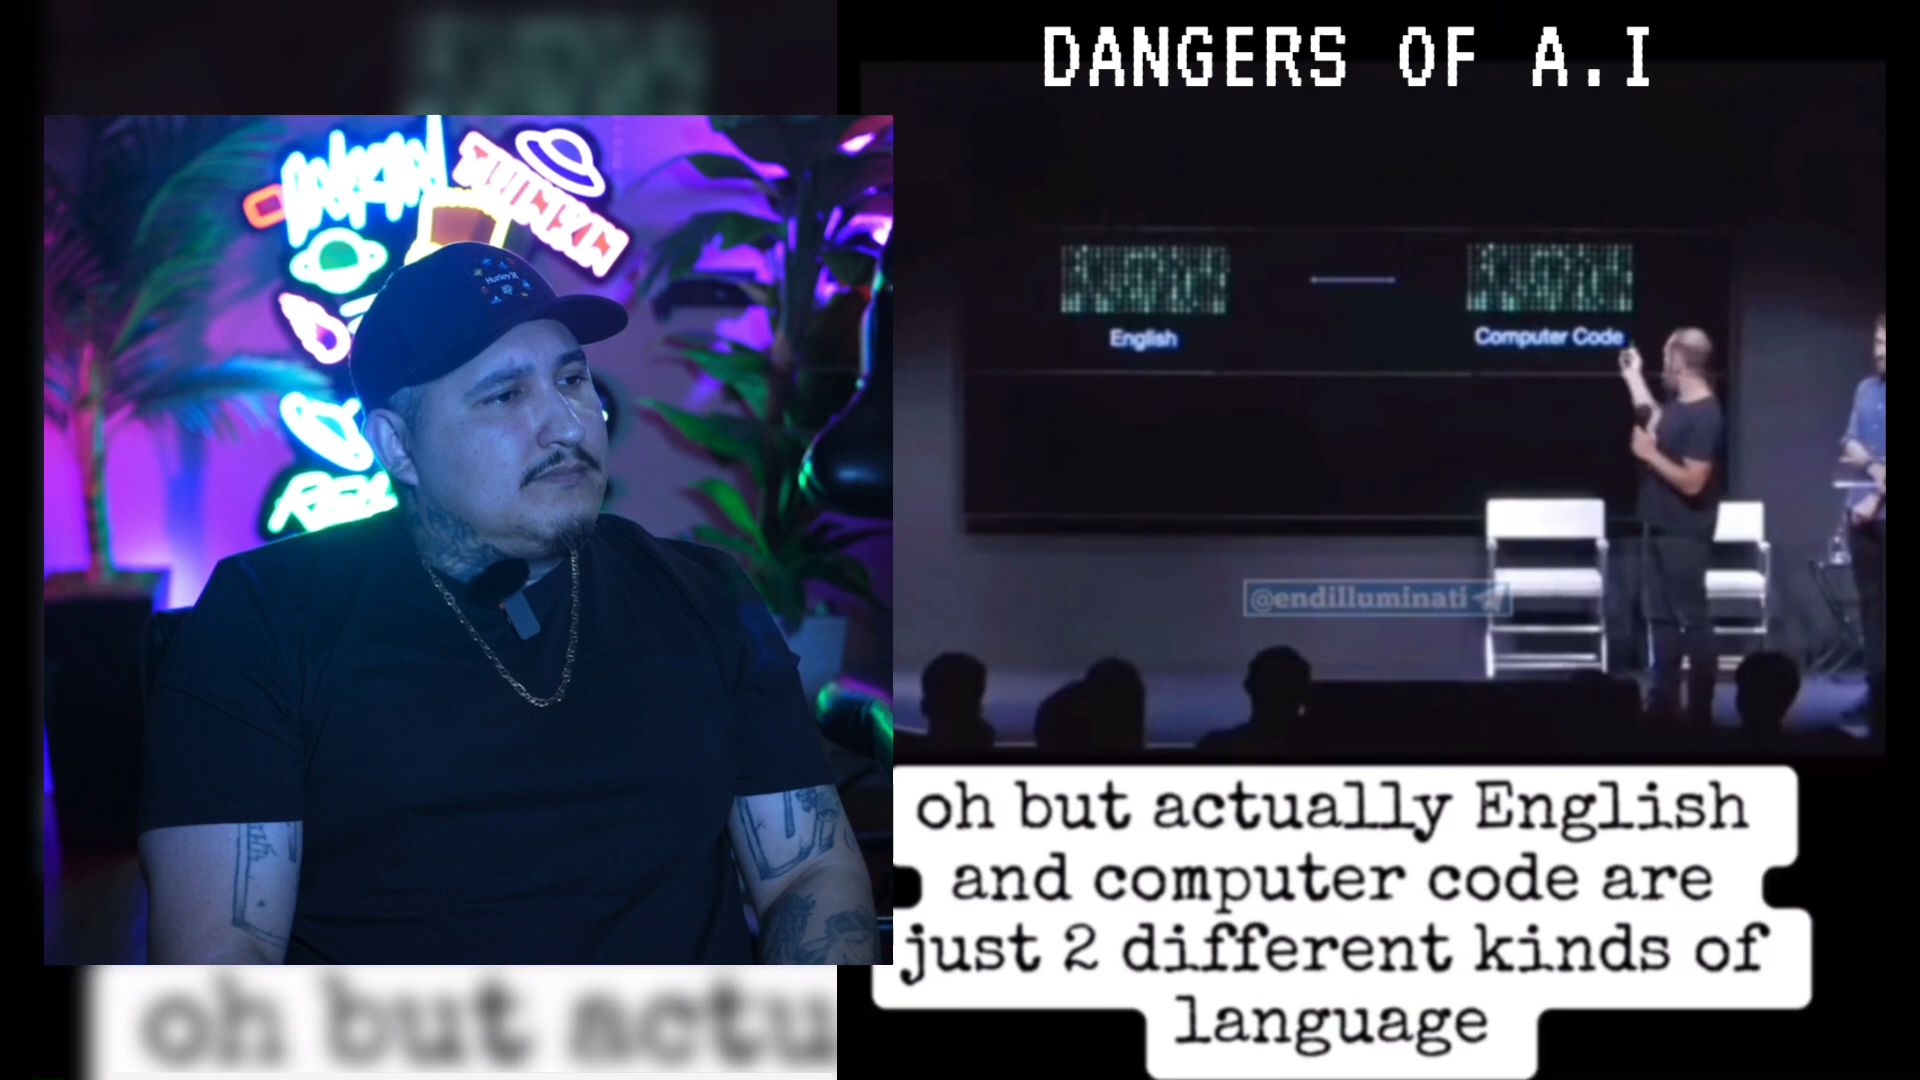 DANGERS OF A.I
English
Computer Code
@endilluminati
Hurley
oh but actually English
and computer code are
just 2 different kinds of
language
oh but actu